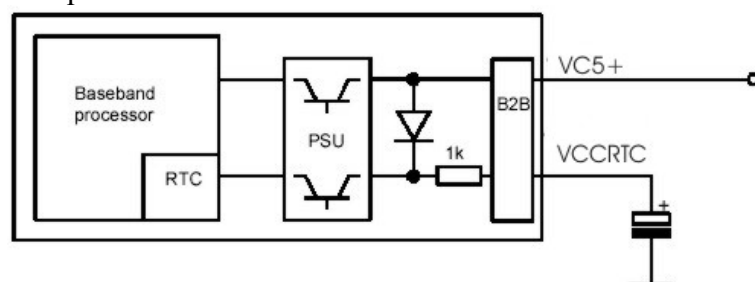 VC5+
Baseband
processor
B2B
PSU
1k
VCCRTC
RTC
+